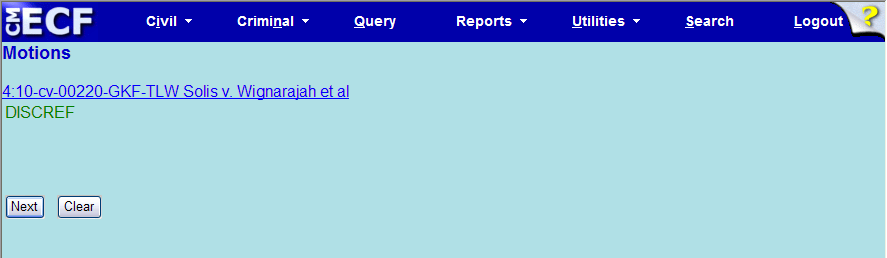 CM ECF Civil Criminal Query Reports Utilities Search Logout ?
Motions
4:10-cv-00220-GKF-TLW Solis v. Wignarajah et al
DISCREF
Next Clear